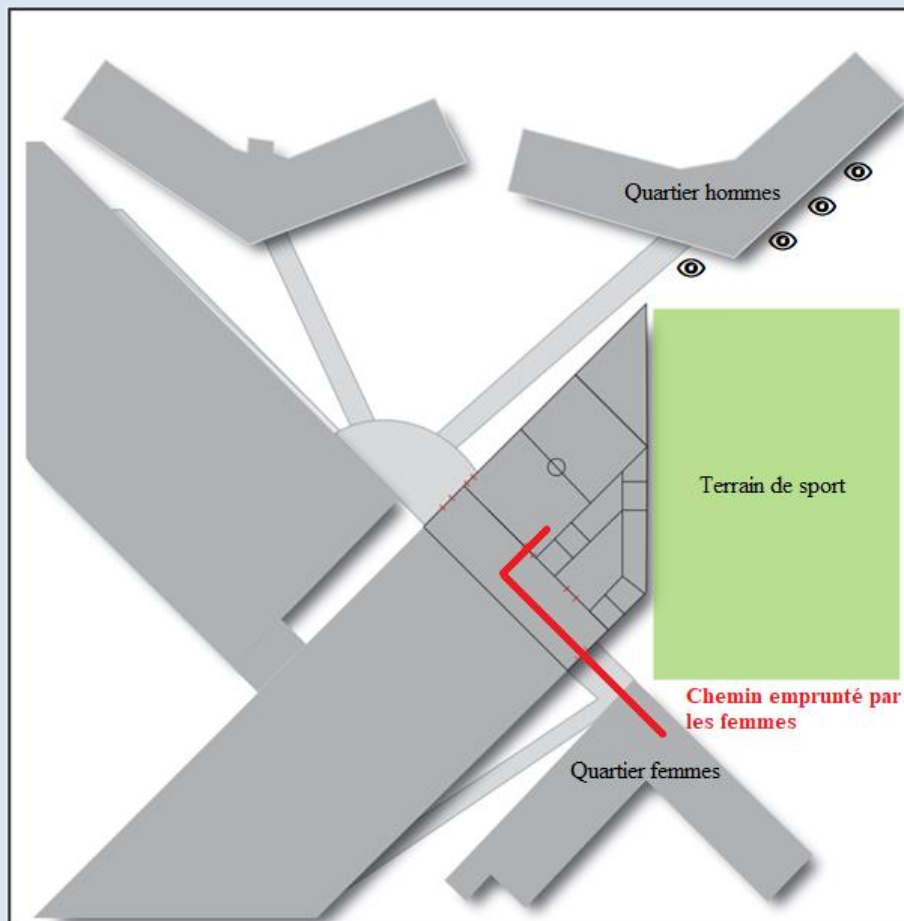 Quartier hommes
Terrain de sport
Chemin emprunté par
les femmes
Quartier femmes